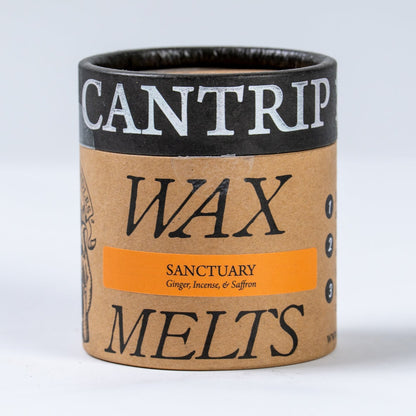 CANTRIP
WAX
SANCTUARY
Ginger, Incense, & Saffron
MELTS
1
2
3